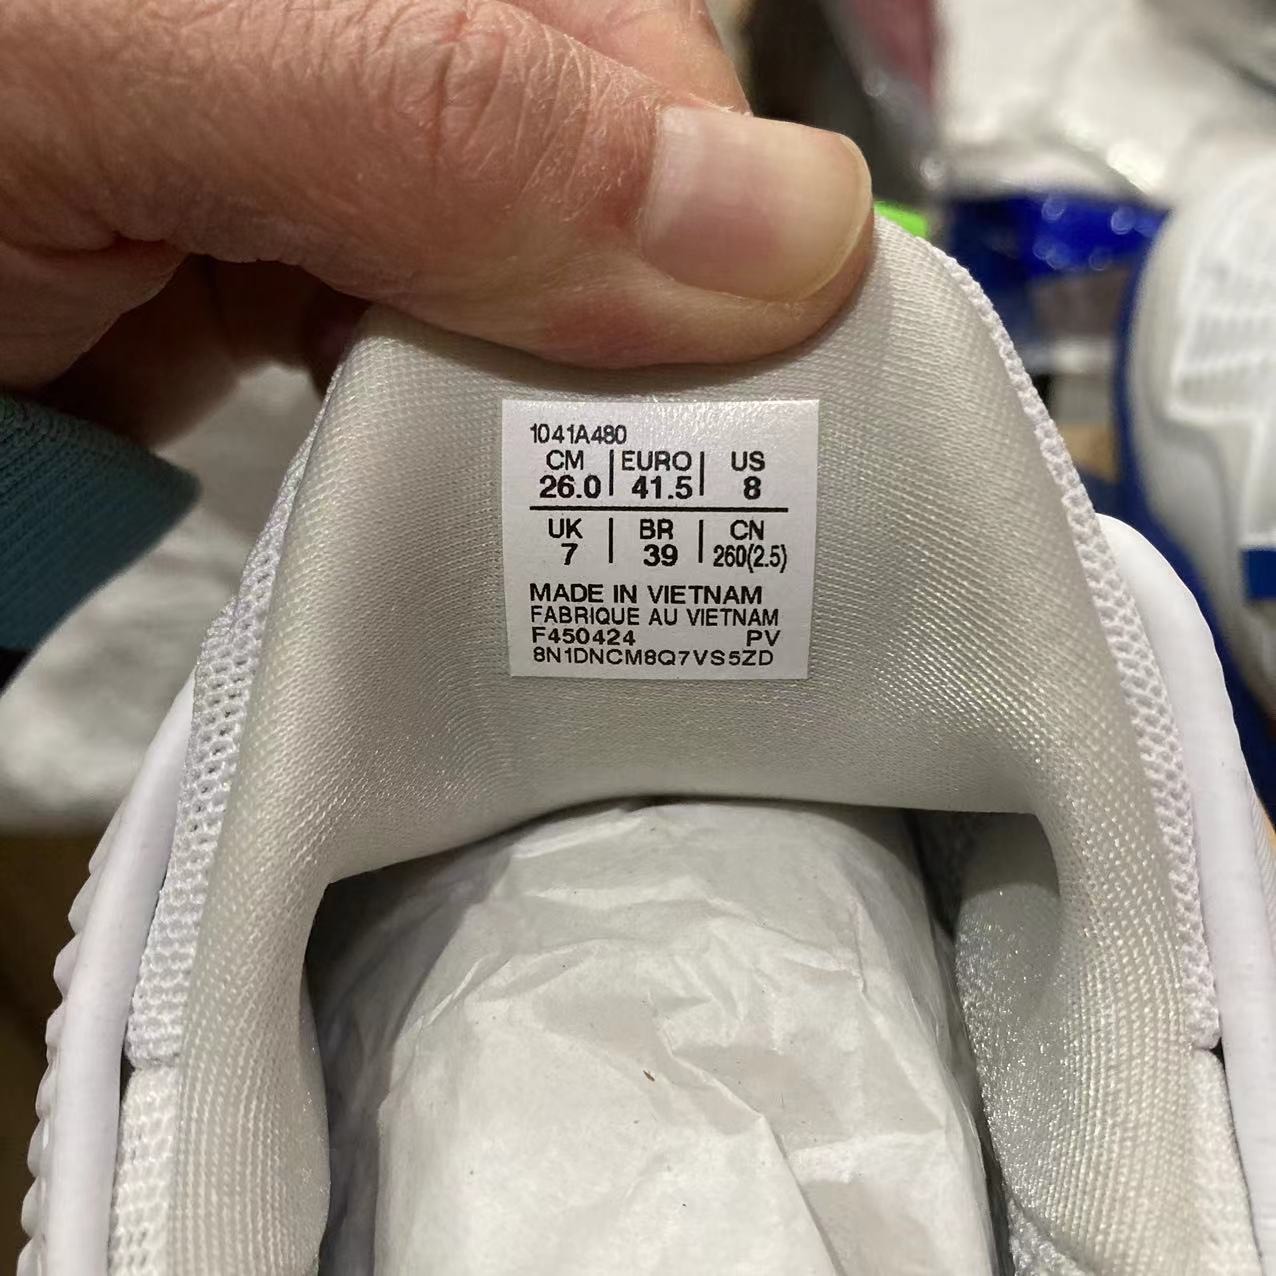 1041A480
CM | EURO | US
26.0 | 41.5 | 8
UK | BR | CN
7 | 39 | 260(2.5)
MADE IN VIETNAM
FABRIQUE AU VIETNAM
F450424 PV
8N1DNCM8Q7VS5ZD